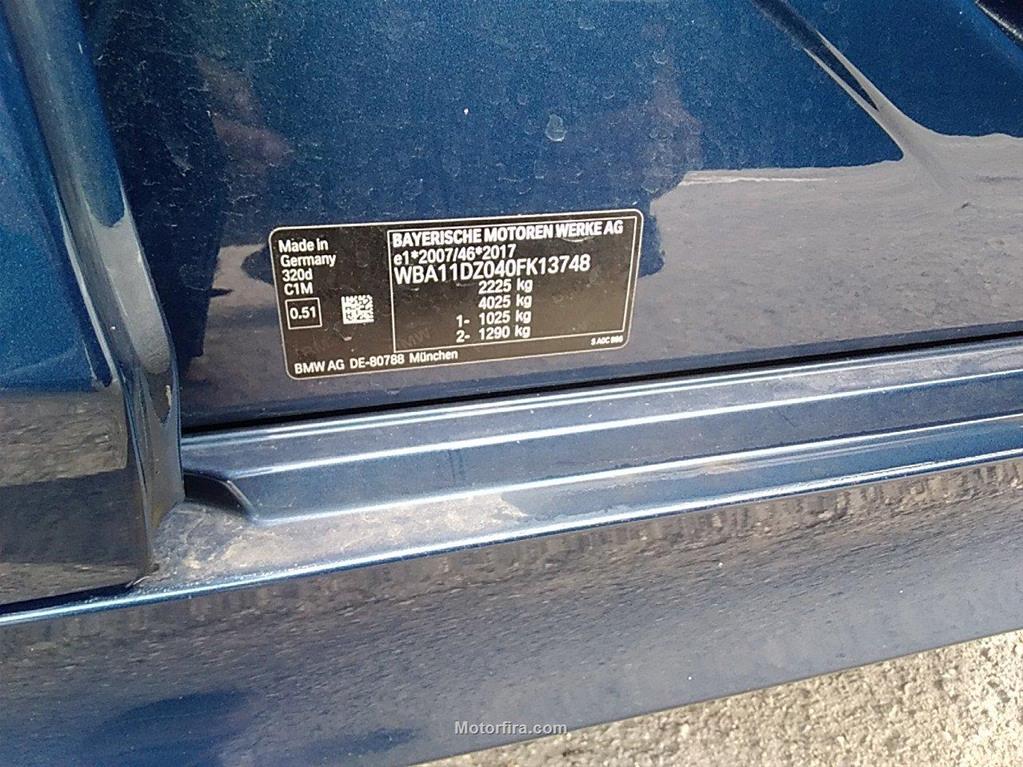 Made in
Germany
320d
C1M
0.51
BAYERISCHE MOTOREN WERKE AG
e1*2007/46*2017
WBA11DZ040FK13748
2225 kg
4025 kg
1- 1025 kg
2- 1290 kg
BMW AG DE-80788 München
Motorfira.com